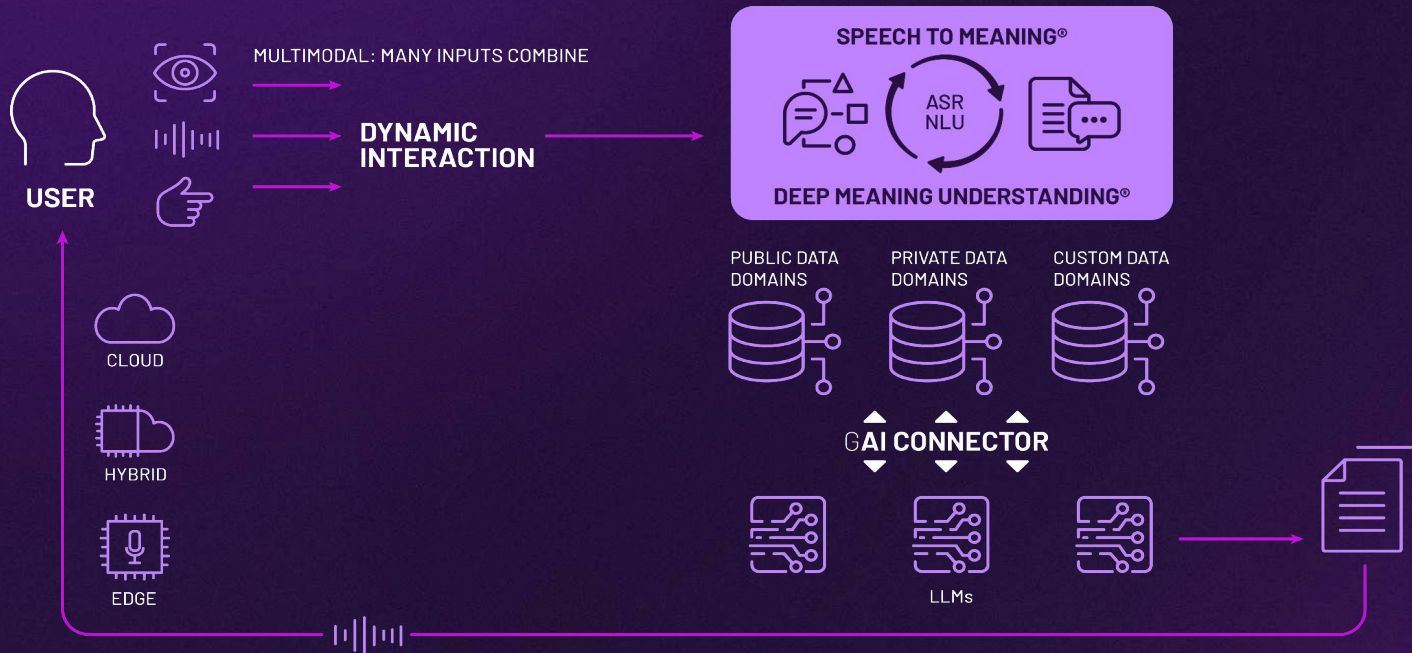 MULTIMODAL: MANY INPUTS COMBINE
DYNAMIC
INTERACTION
USER
SPEECH TO MEANING®
ASR
NLU
DEEP MEANING UNDERSTANDING®
PUBLIC DATA
DOMAINS
PRIVATE DATA
DOMAINS
CUSTOM DATA
DOMAINS
CLOUD
HYBRID
EDGE
GAI CONNECTOR
LLMs